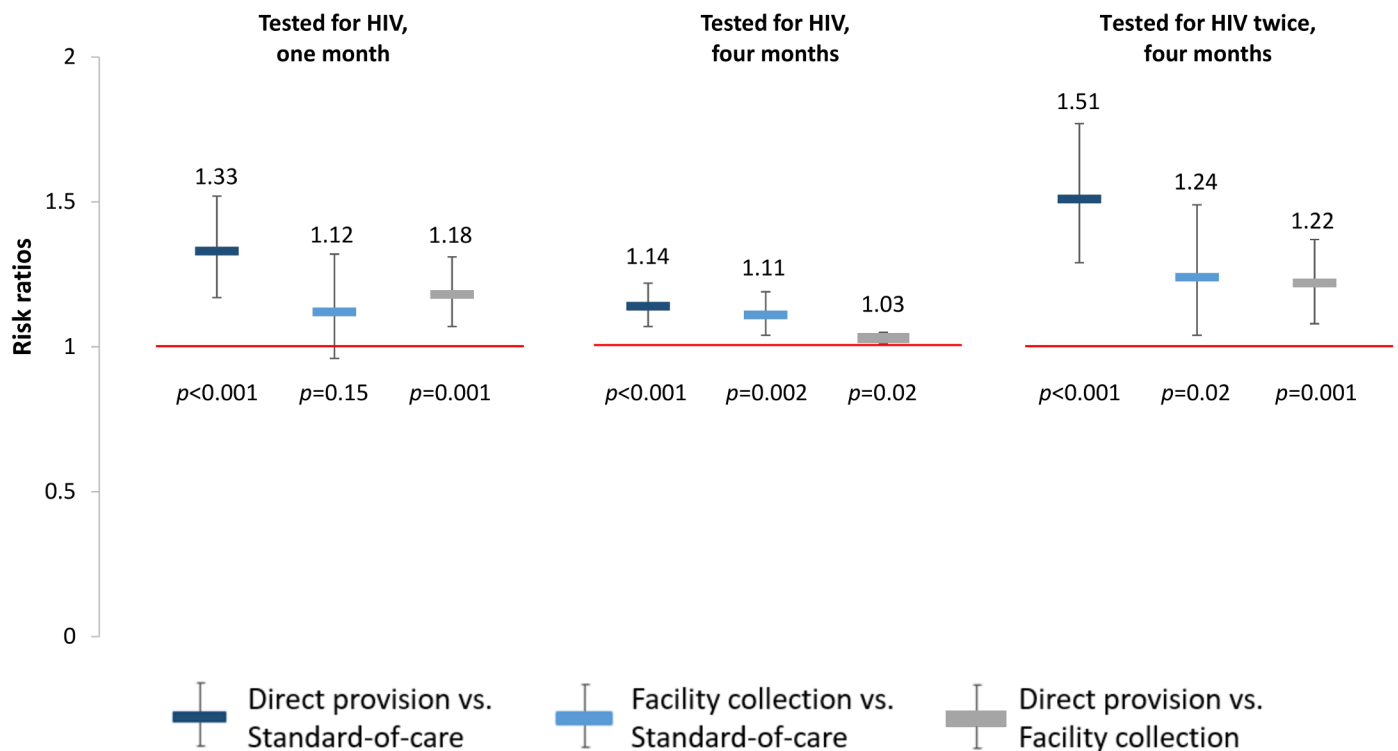 Tested for HIV,
one month
Tested for HIV,
four months
Tested for HIV twice,
four months
Risk ratios
2
1.5
1
0.5
0
1.33
1.12
1.18
1.14
1.11
1.03
1.51
1.24
1.22
p<0.001
p=0.15
p=0.001
p<0.001
p=0.002
p=0.02
p<0.001
p=0.02
p=0.001
Direct provision vs.
Standard-of-care
Facility collection vs.
Standard-of-care
Direct provision vs.
Facility collection